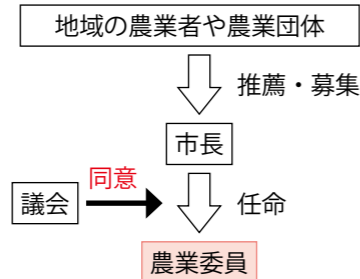 地域の農業者や農業団体
推薦・募集
市長
同意
議会
任命
農業委員